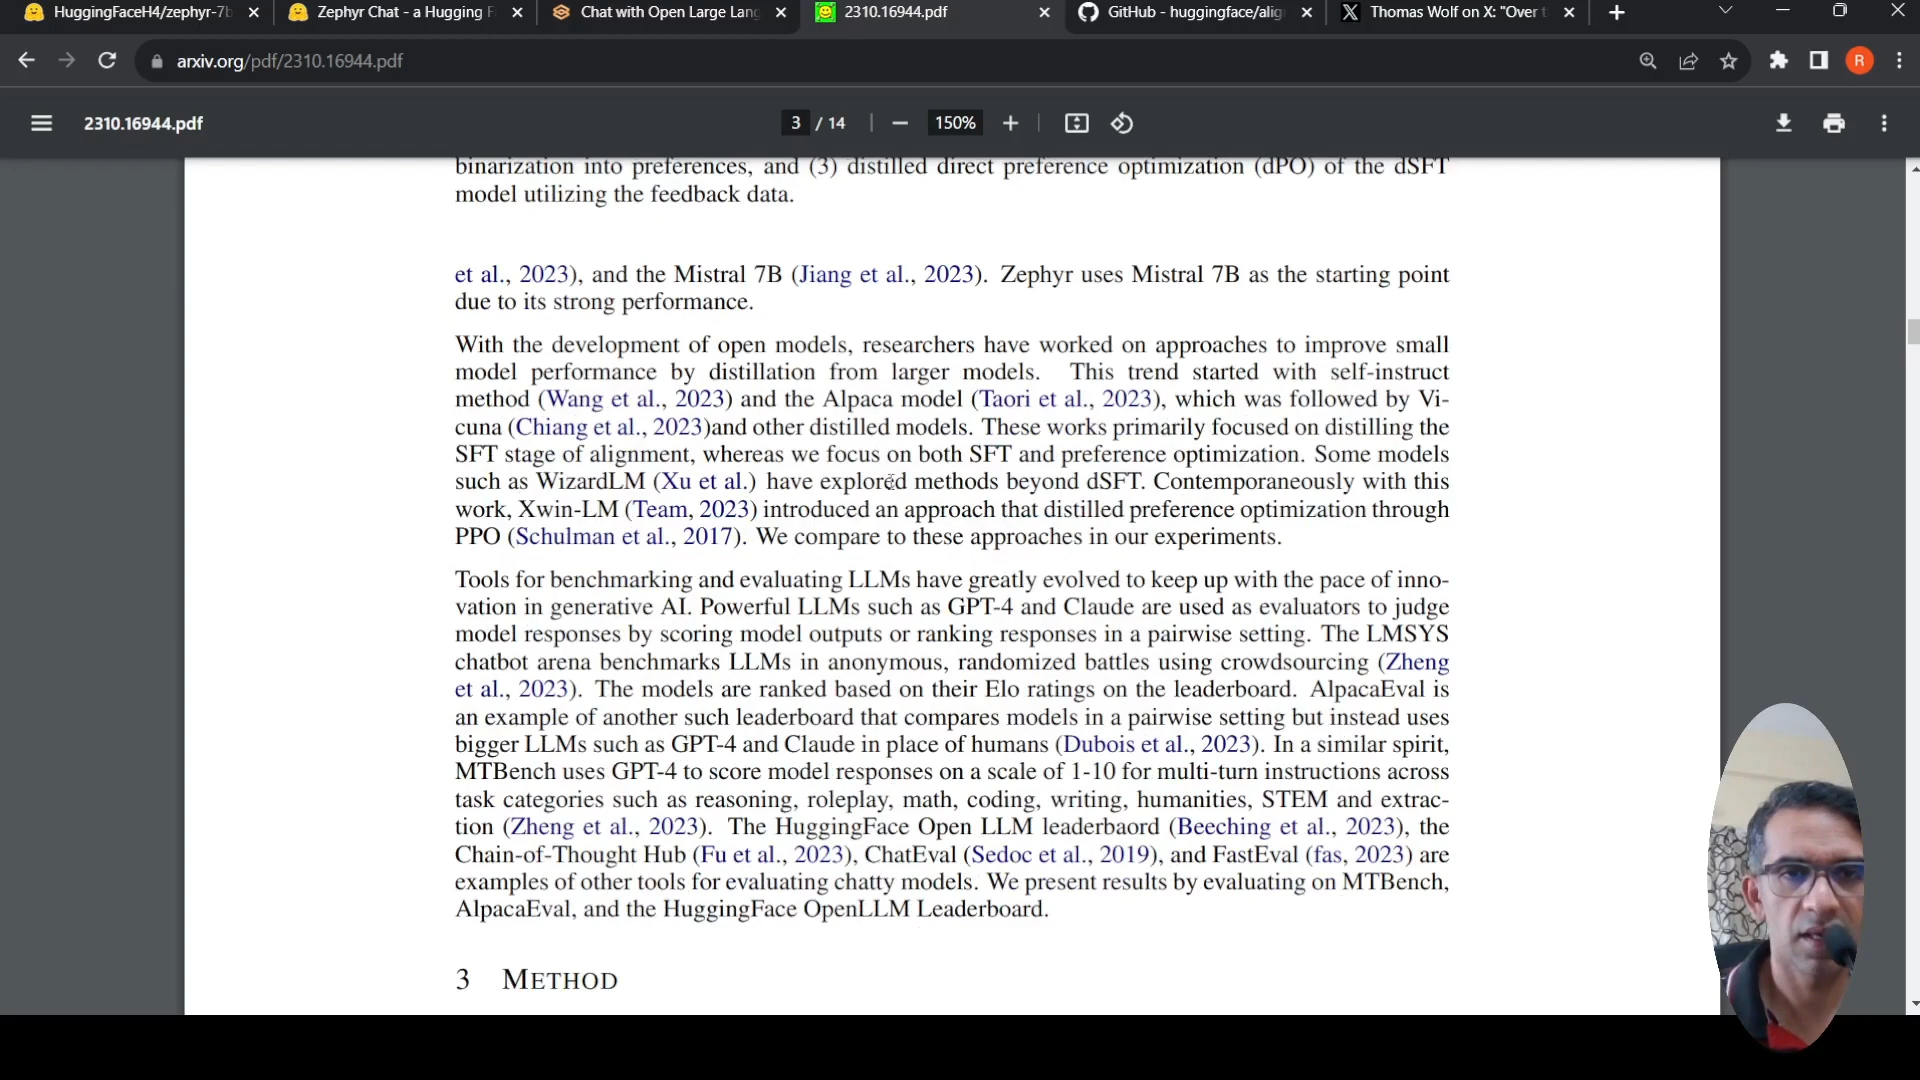 HuggingFaceH4/zephyr-7b
Zephyr Chat - a Hugging F
Chat with Open Large Lang
2310.16944.pdf
GitHub - huggingface/alig
Thomas Wolf on X: "Over t
arxiv.org/pdf/2310.16944.pdf
R
2310.16944.pdf
3 / 14
150%
binarization into preferences, and (3) distilled direct preference optimization (dPO) of the dSFT
model utilizing the feedback data.
et al., 2023), and the Mistral 7B (Jiang et al., 2023). Zephyr uses Mistral 7B as the starting point
due to its strong performance.
With the development of open models, researchers have worked on approaches to improve small
model performance by distillation from larger models. This trend started with self-instruct
method (Wang et al., 2023) and the Alpaca model (Taori et al., 2023), which was followed by Vi-
cuna (Chiang et al., 2023)and other distilled models. These works primarily focused on distilling the
SFT stage of alignment, whereas we focus on both SFT and preference optimization. Some models
such as WizardLM (Xu et al.) have explored methods beyond dSFT. Contemporaneously with this
work, Xwin-LM (Team, 2023) introduced an approach that distilled preference optimization through
PPO (Schulman et al., 2017). We compare to these approaches in our experiments.
Tools for benchmarking and evaluating LLMs have greatly evolved to keep up with the pace of inno-
vation in generative AI. Powerful LLMs such as GPT-4 and Claude are used as evaluators to judge
model responses by scoring model outputs or ranking responses in a pairwise setting. The LMSYS
chatbot arena benchmarks LLMs in anonymous, randomized battles using crowdsourcing (Zheng
et al., 2023). The models are ranked based on their Elo ratings on the leaderboard. AlpacaEval is
an example of another such leaderboard that compares models in a pairwise setting but instead uses
bigger LLMs such as GPT-4 and Claude in place of humans (Dubois et al., 2023). In a similar spirit,
MTBench uses GPT-4 to score model responses on a scale of 1-10 for multi-turn instructions across
task categories such as reasoning, roleplay, math, coding, writing, humanities, STEM and extrac-
tion (Zheng et al., 2023). The HuggingFace Open LLM leaderbaord (Beeching et al., 2023), the
Chain-of-Thought Hub (Fu et al., 2023), ChatEval (Sedoc et al., 2019), and FastEval (fas, 2023) are
examples of other tools for evaluating chatty models. We present results by evaluating on MTBench,
AlpacaEval, and the HuggingFace OpenLLM Leaderboard.
3 METHOD